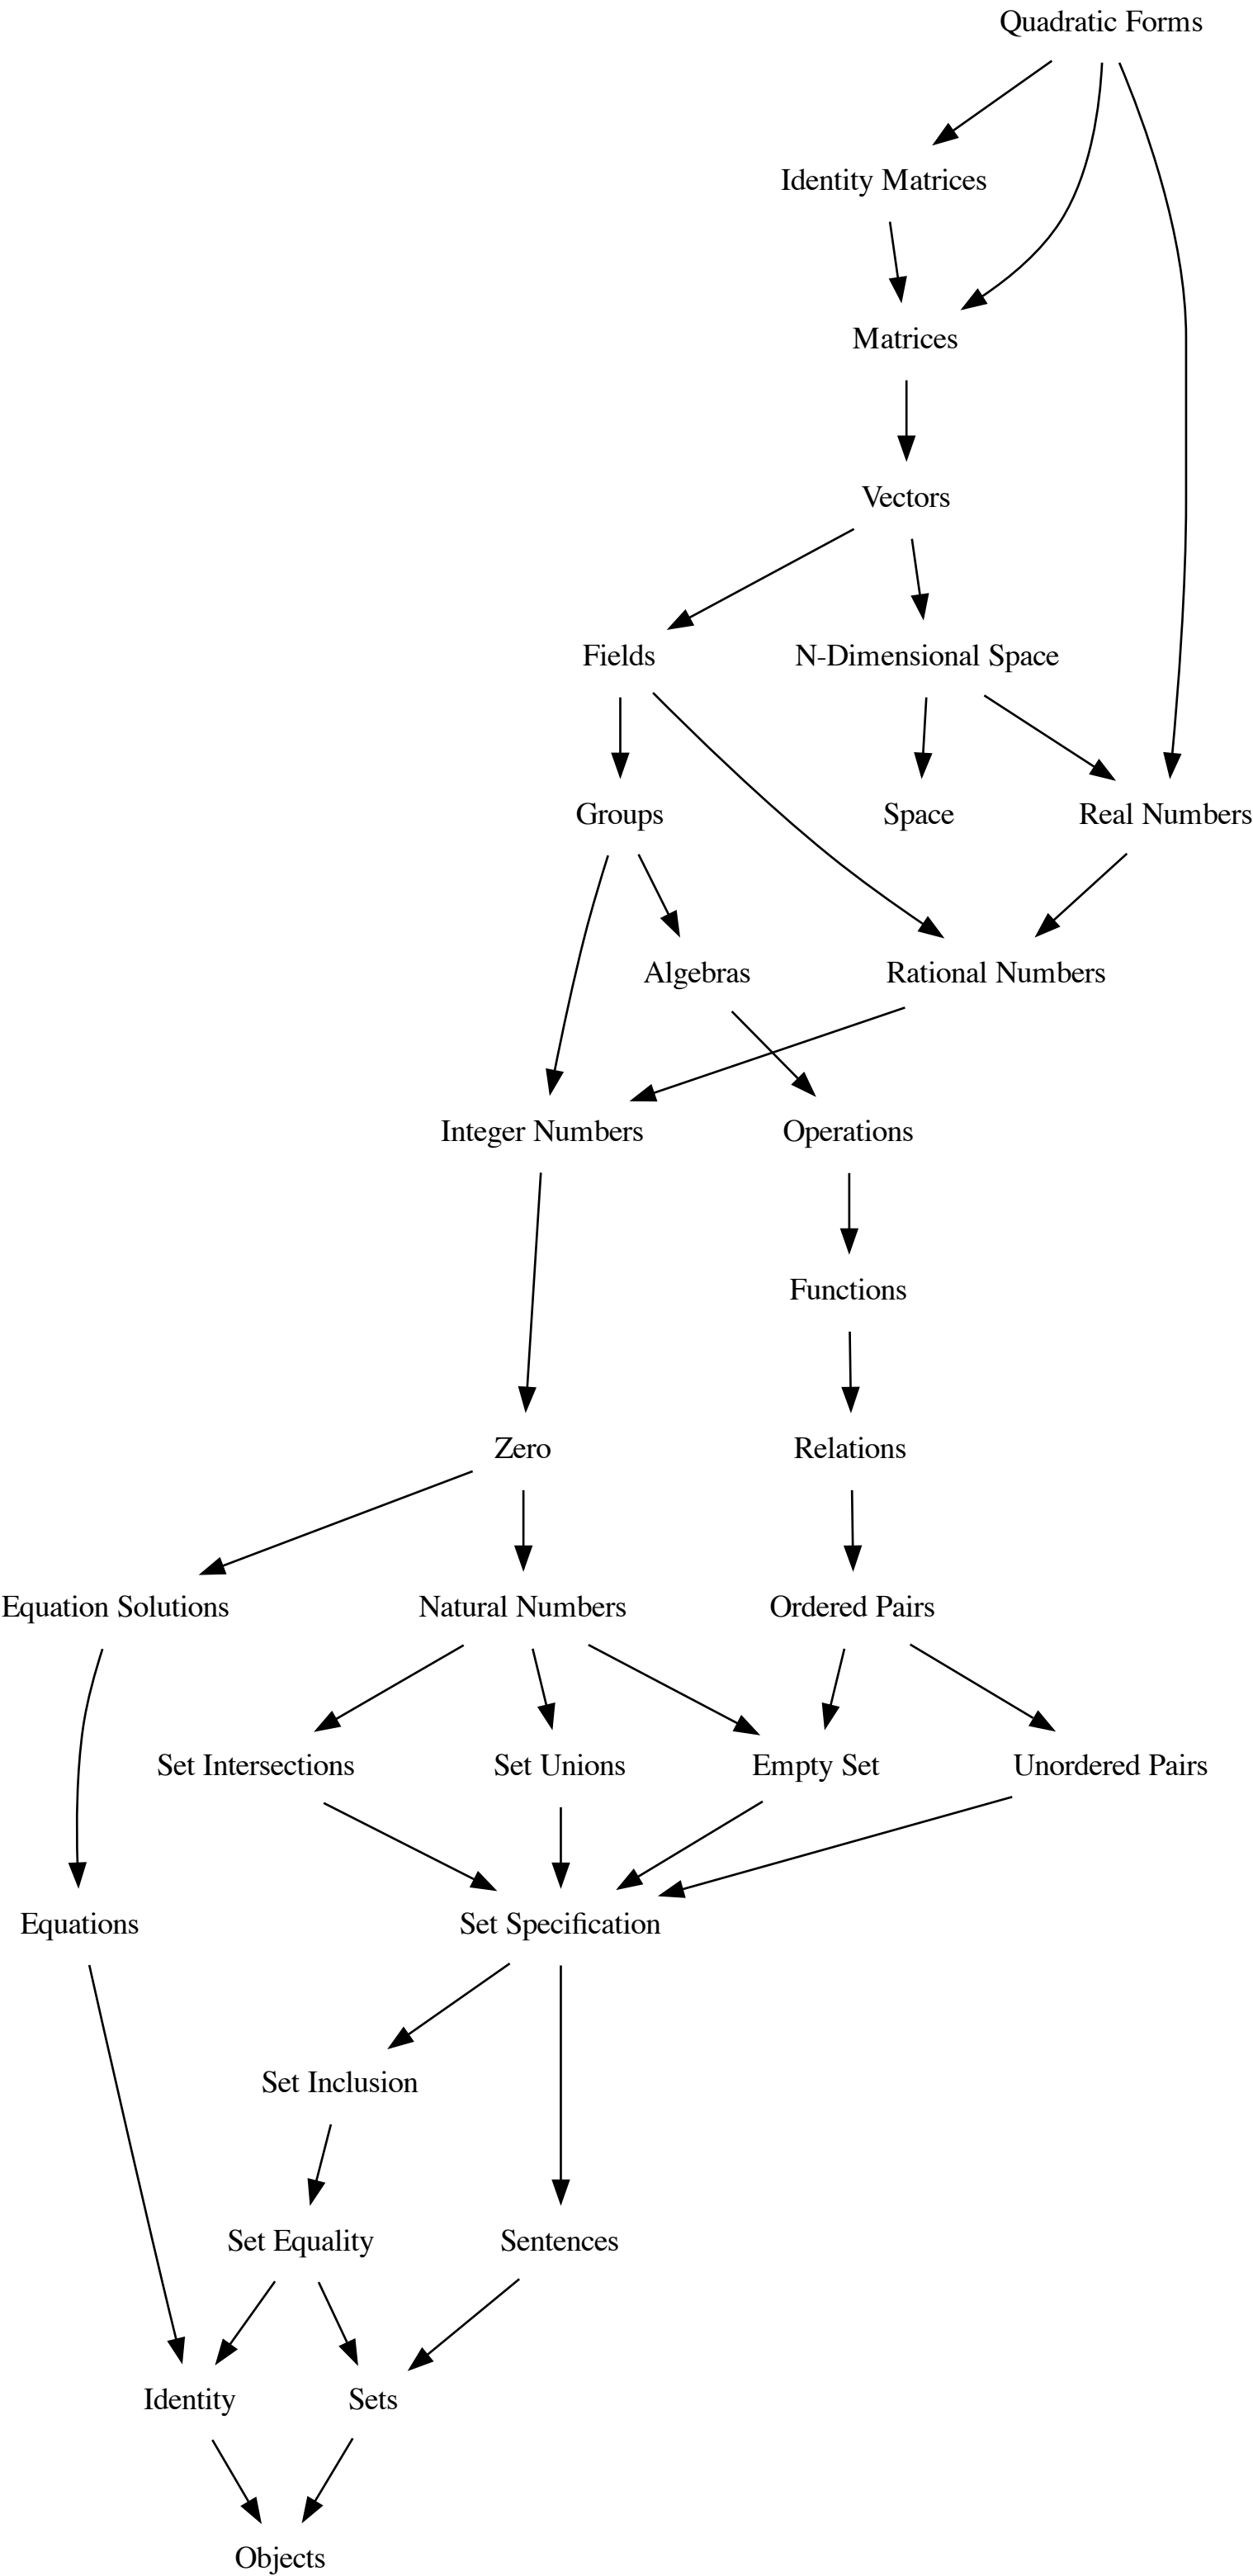 Quadratic Forms
Identity Matrices
Matrices
Vectors
Fields
N-Dimensional Space
Groups
Space
Real Numbers
Algebras
Rational Numbers
Integer Numbers
Operations
Functions
Zero
Relations
Equation Solutions
Natural Numbers
Ordered Pairs
Set Intersections
Set Unions
Empty Set
Unordered Pairs
Equations
Set Specification
Set Inclusion
Set Equality
Sentences
Identity
Sets
Objects